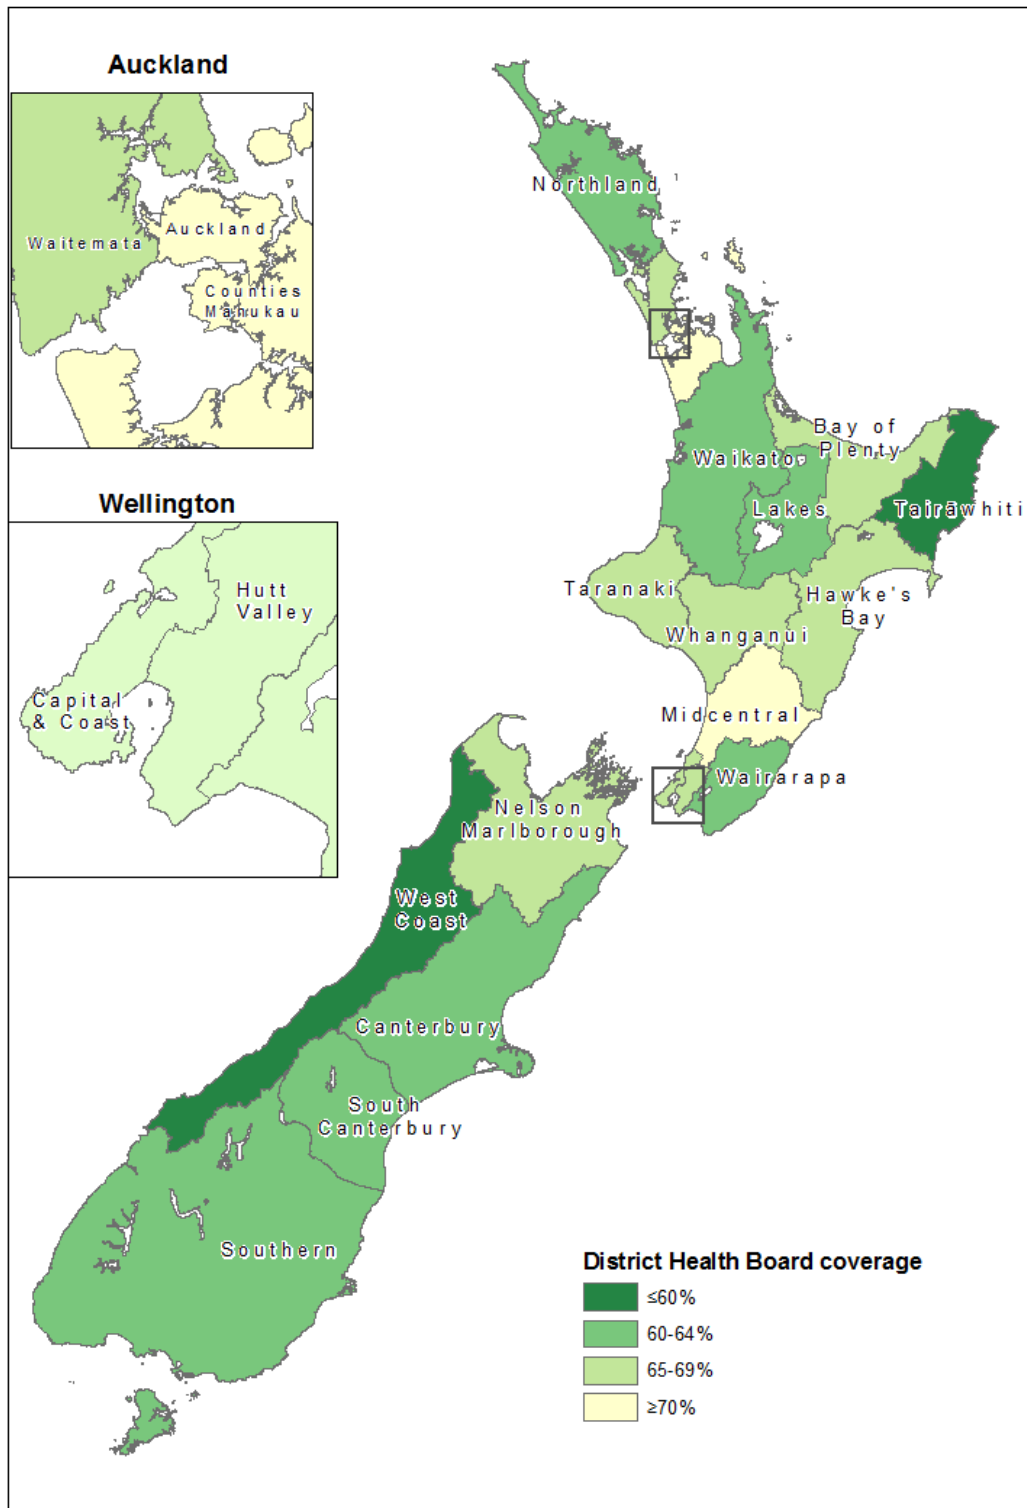 Auckland
Waitemata
Auckland
Counties
Manukau
Wellington
Hutt
Valley
Capital
& Coast
Northland
Bay of
Plenty
Waikato
Lakes
Tairāwhiti
Taranaki
Hawke's
Bay
Whanganui
Midcentral
Wairarapa
Nelson
Marlborough
West
Coast
Canterbury
South
Canterbury
Southern
District Health Board coverage
≤60%
60-64%
65-69%
≥70%